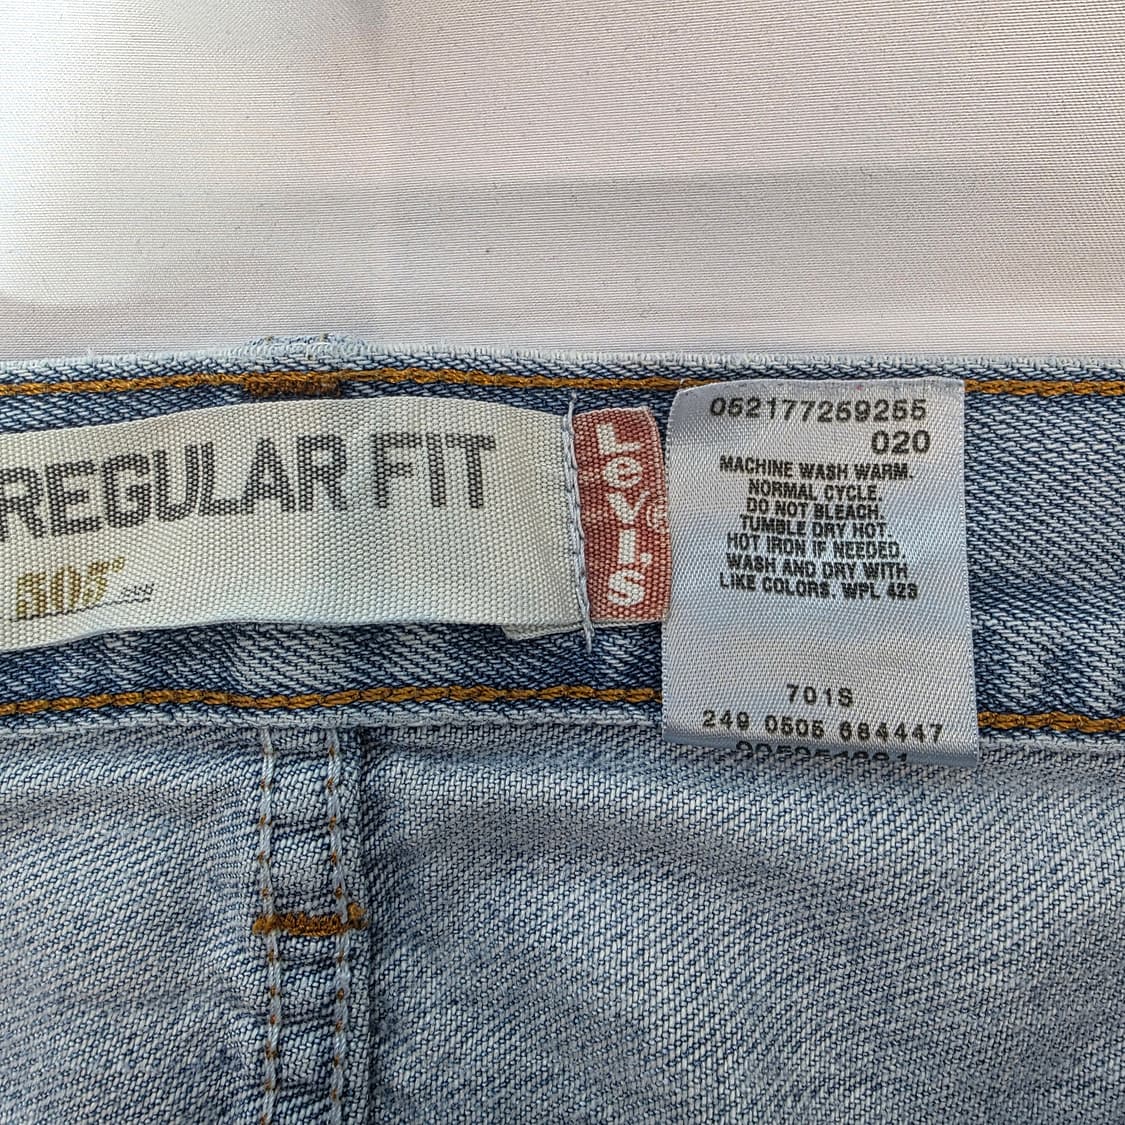 REGULAR FIT
505
Levi's®
052177259255
020
MACHINE WASH WARM.
NORMAL CYCLE.
DO NOT BLEACH.
TUMBLE DRY HOT.
HOT IRON IF NEEDED.
WASH AND DRY WITH
LIKE COLORS. WPL 423
701S
249 0505 684447